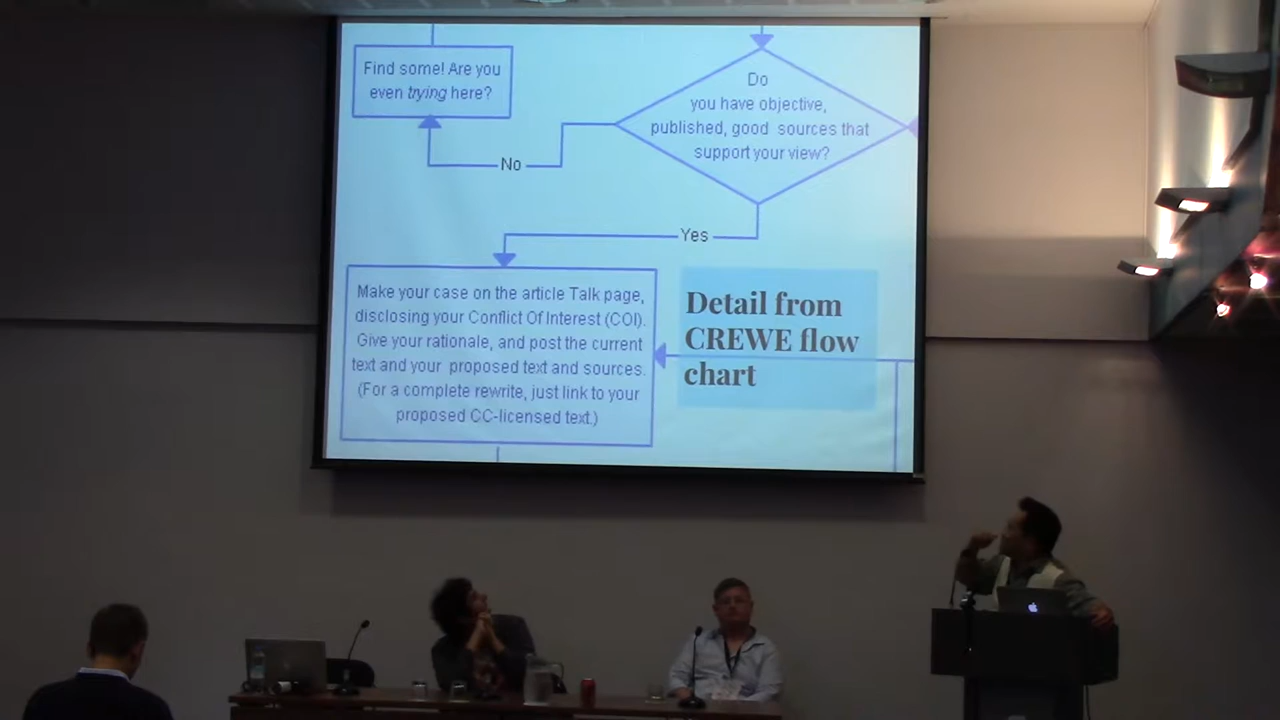 Find some! Are you
even trying here?
Do
you have objective,
published, good sources that
support your view?
No
Yes
Make your case on the article Talk page,
disclosing your Conflict Of Interest (COI).
Give your rationale, and post the current
text and your proposed text and sources.
(For a complete rewrite, just link to your
proposed CC-licensed text.)
Detail from
CREWE flow
chart